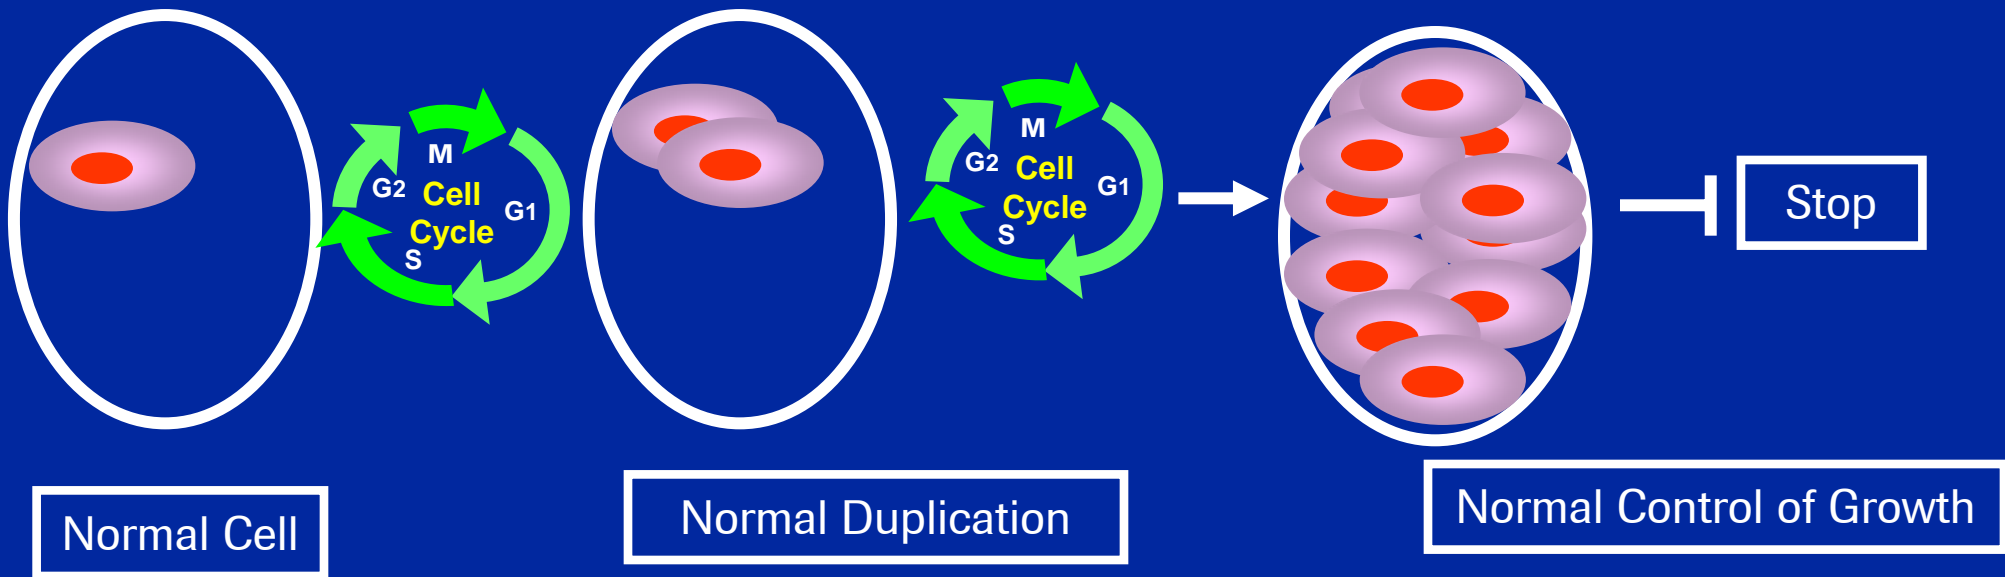 M
G2
Cell
Cycle
G1
S
M
G2
Cell
Cycle
G1
S
Stop
Normal Cell
Normal Duplication
Normal Control of Growth